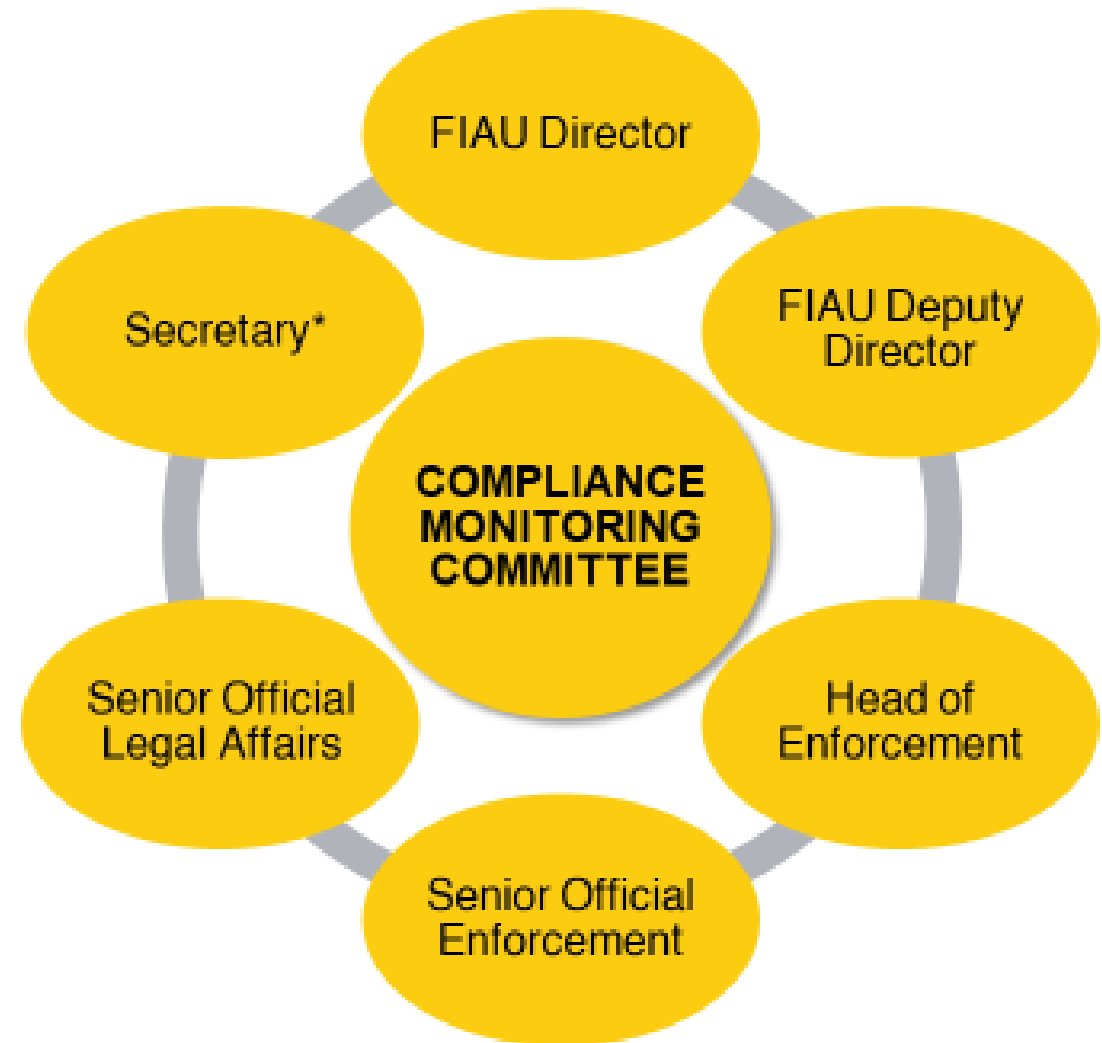 FIAU Director
FIAU Deputy
Director
Head of
Enforcement
Senior Official
Enforcement
Senior Official
Legal Affairs
Secretary*
COMPLIANCE
MONITORING
COMMITTEE